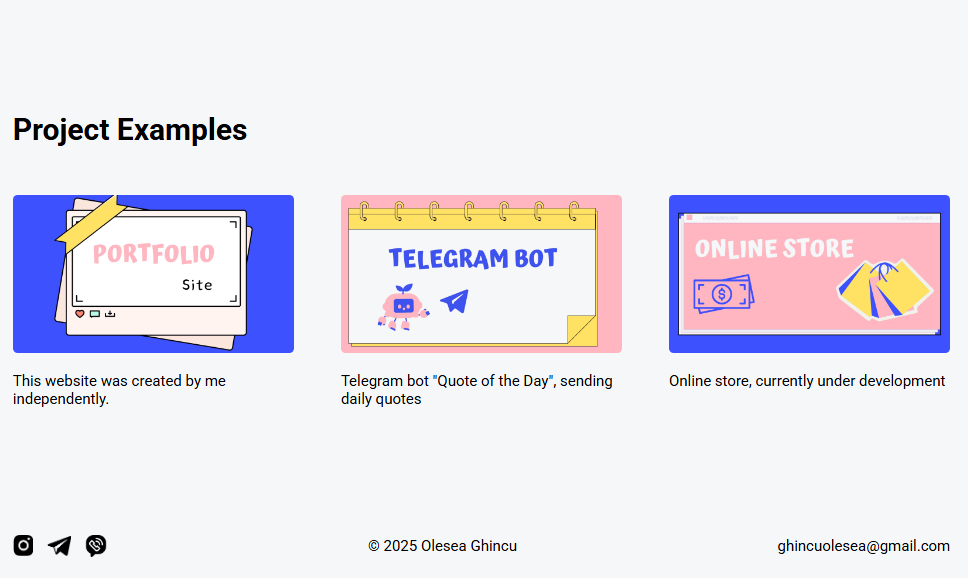 Project Examples
PORTFOLIO
Site
TELEGRAM BOT
$
ONLINE STORE
This website was created by me
independently.
Telegram bot "Quote of the Day", sending
daily quotes
Online store, currently under development
© 2025 Olesea Ghincu
ghincuolesea@gmail.com